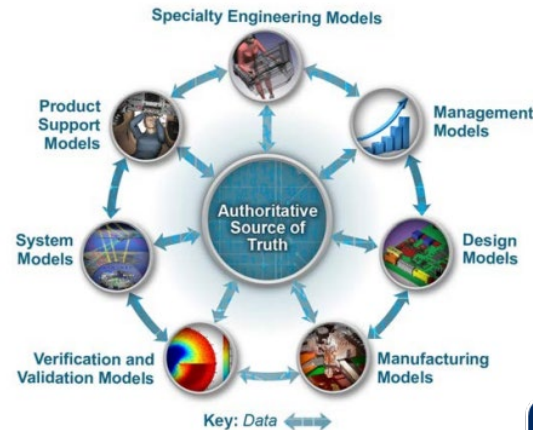 Specialty Engineering Models
Product
Support
Models
Management
Models
Authoritative
Source of
Truth
System
Models
Design
Models
Verification and
Validation Models
Manufacturing
Models
Key: Data